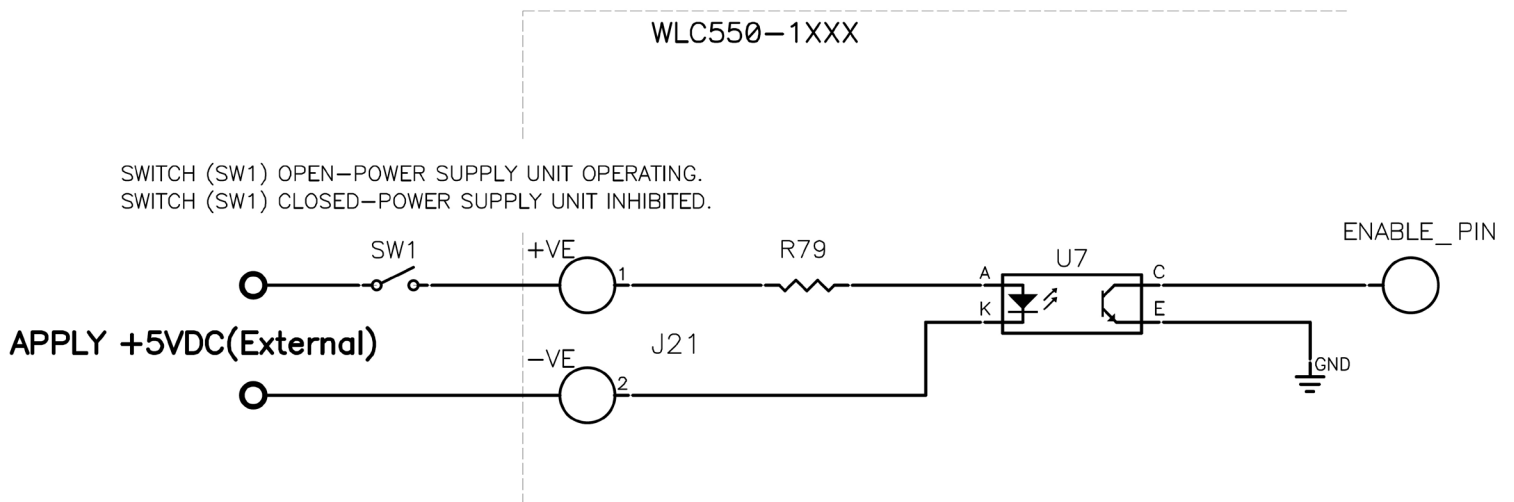 WLC550-1XXX
SWITCH (SW1) OPEN-POWER SUPPLY UNIT OPERATING.
SWITCH (SW1) CLOSED-POWER SUPPLY UNIT INHIBITED.
SW1
+VE
1
R79
A
K
U7
C
E
ENABLE_PIN
APPLY +5VDC(External)
-VE
2
J21
GND